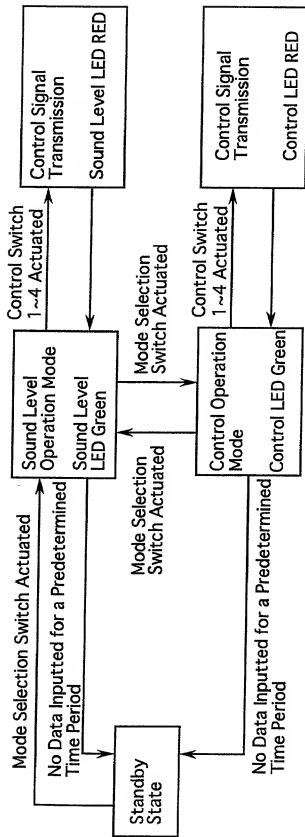 Standby
State
Mode Selection Switch Actuated
No Data Inputted for a Predetermined
Time Period
Sound Level
Operation Mode
Sound Level
LED Green
Control Switch
1~4 Actuated
Control Signal
Transmission
Sound Level LED RED
Mode Selection
Switch Actuated
Mode Selection
Switch Actuated
No Data Inputted for a Predetermined
Time Period
Control Operation
Mode
Control LED Green
Control Switch
1~4 Actuated
Control Signal
Transmission
Control LED RED